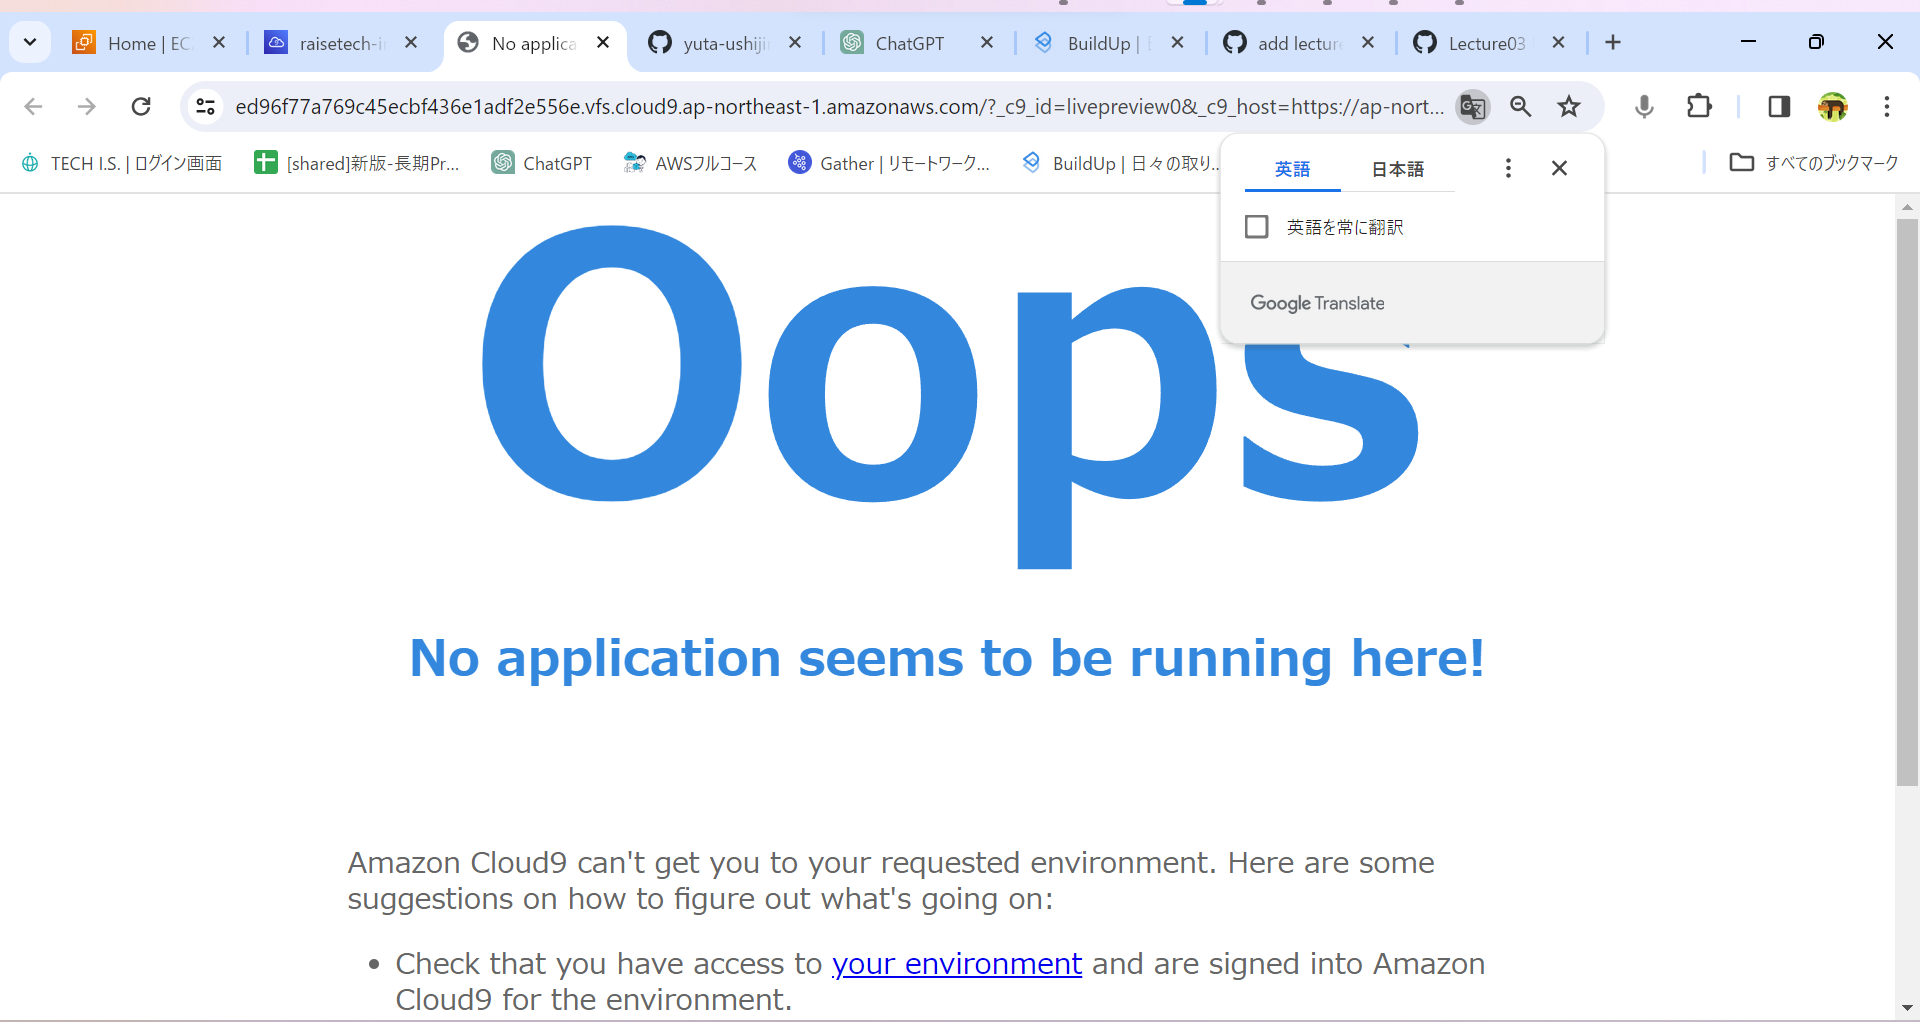 Home | EC
raisetech-i
No applica
yuta-ushiji
ChatGPT
BuildUp |
add lectur
Lecture03
ed96f77a769c45ecbf436e1adf2e556e.vfs.cloud9.ap-northeast-1.amazonaws.com/?_c9_id=livepreview0&_c9_host=https://ap-nort...
TECH I.S. | ログイン画面
[shared]新版-長期Pr...
ChatGPT
AWSフルコース
Gather | リモートワーク...
BuildUp | 日々の取り...
すべてのブックマーク
英語 日本語
英語を常に翻訳
Google Translate
Oops
No application seems to be running here!
Amazon Cloud9 can't get you to your requested environment. Here are some
suggestions on how to figure out what's going on:
• Check that you have access to your environment and are signed into Amazon
Cloud9 for the environment.